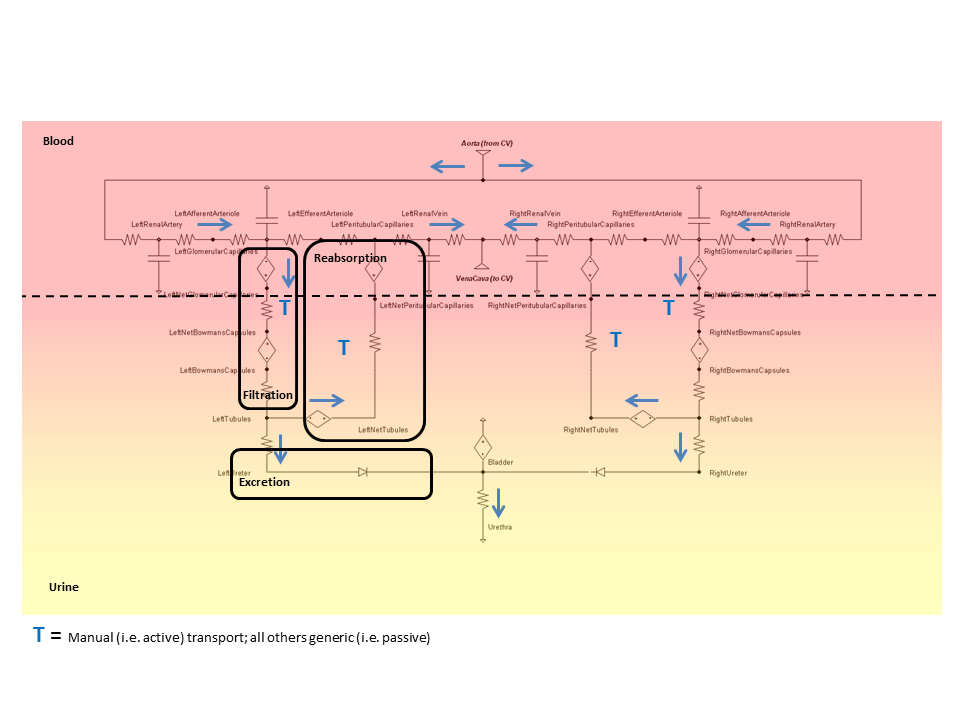 Blood
Aorta (from CV)
LeftAfferentArteriole
LeftEfferentArteriole
LeftRenalVein
RightRenalVein
RightEfferentArteriole
RightAfferentArteriole
LeftRenalArtery
LeftPeritubularCapillaries
RightPeritubularCapillaries
RightRenalArtery
LeftGlomerularCapillaries
RightGlomerularCapillaries
Reabsorption
VenaCava (to CV)
LeftNetGlomerularCapillaries
RightNetGlomerularCapillaries
LeftNetPeritubularCapillaries
RightNetPeritubularCapillaries
T
T
LeftNetBowmansCapsules
RightNetBowmansCapsules
T
T
LeftBowmansCapsules
RightBowmansCapsules
Filtration
LeftTubules
RightTubules
LeftNetTubules
RightNetTubules
Bladder
LeftUreter
RightUreter
Excretion
Urethra
Urine
T = Manual (i.e. active) transport; all others generic (i.e. passive)